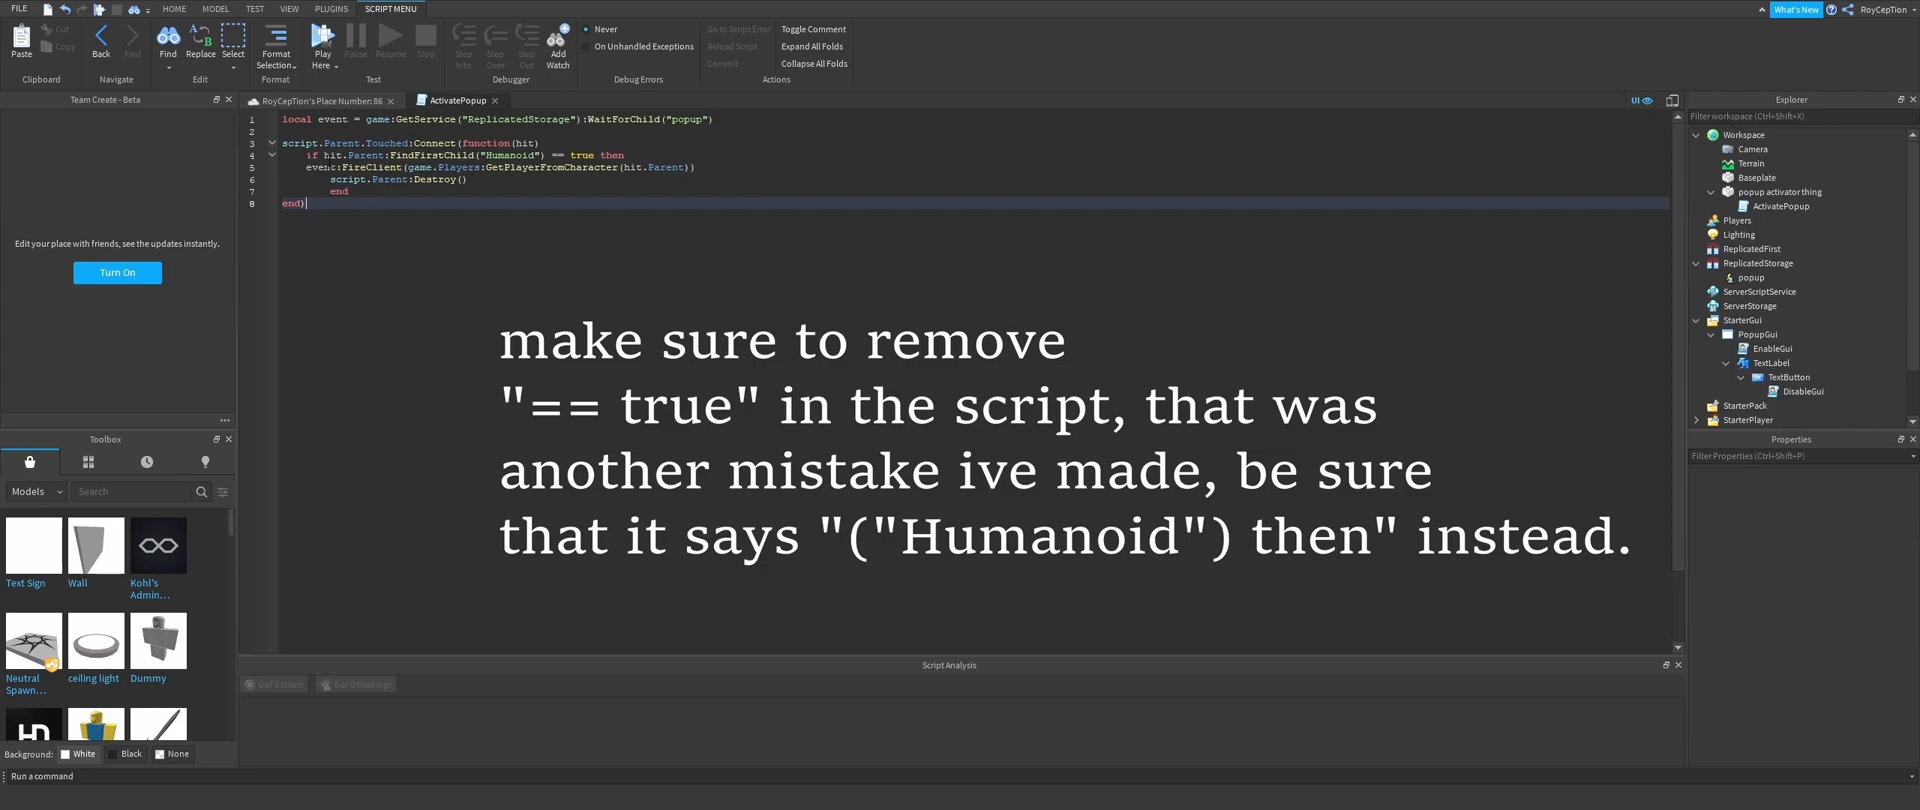 FILE HOME MODEL TEST VIEW PLUGINS SCRIPT MENU What's New RoyCepTion
Paste Cut Copy Back Fwd Find Replace Select Format Selection Play Here Pause Resume Stop Step Into Step Over Step Out Add Watch
Never
On Unhandled Exceptions
Go to Script Error
Reload Script
Commit
Toggle Comment
Expand All Folds
Collapse All Folds
Clipboard Navigate Edit Format Test Debugger Debug Errors Actions
Team Create - Beta
Edit your place with friends, see the updates instantly.
Turn On
RoyCepTion's Place Number: 86 ActivatePopup UI
1 local event = game:GetService("ReplicatedStorage"):WaitForChild("popup")
2
3 script.Parent.Touched:Connect(function(hit)
4 if hit.Parent:FindFirstChild("Humanoid") == true then
5 event:FireClient(game.Players:GetPlayerFromCharacter(hit.Parent))
6 script.Parent:Destroy()
7 end
8 end)
make sure to remove
"== true" in the script, that was
another mistake ive made, be sure
that it says "("Humanoid") then" instead.
Explorer
Filter workspace (Ctrl+Shift+X)
Workspace
Camera
Terrain
Baseplate
popup activator thing
ActivatePopup
Players
Lighting
ReplicatedFirst
ReplicatedStorage
popup
ServerScriptService
ServerStorage
StarterGui
PopupGui
EnableGui
TextLabel
TextButton
DisableGui
StarterPack
StarterPlayer
Properties
Filter Properties (Ctrl+Shift+P)
Toolbox
Models Search
Text Sign Wall Kohl's
Admin...
Neutral ceiling light Dummy
Spawn...
HD
Background: White Black None
Script Analysis
0 of 0 Errors 0 of 0 Warnings
Run a command